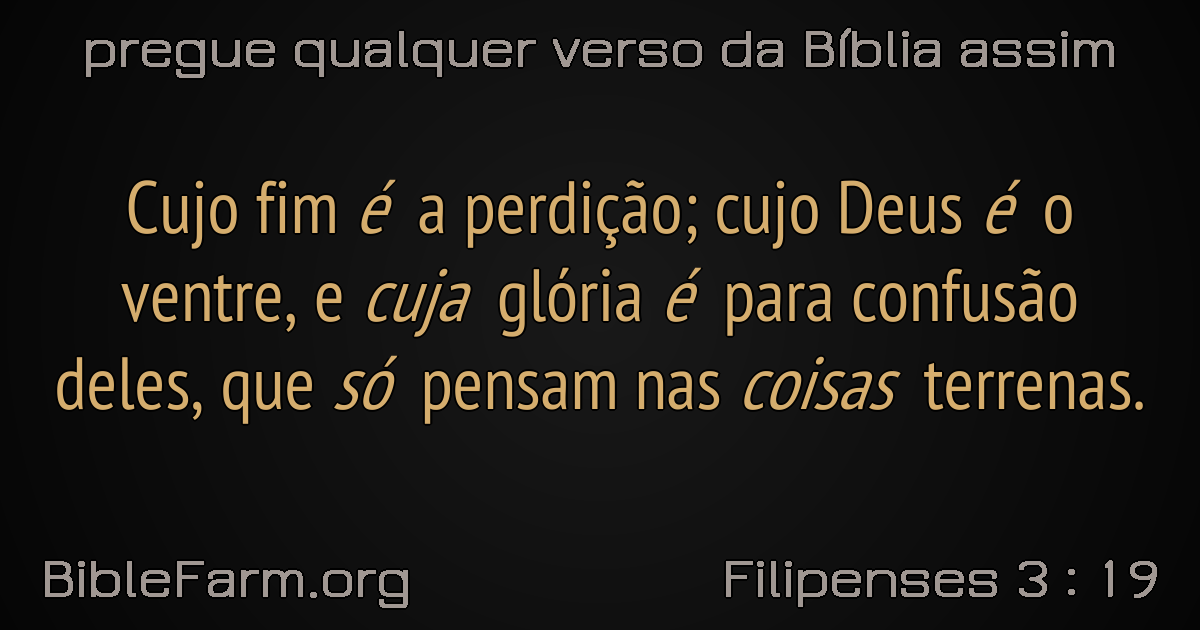 pregue qualquer verso da Bíblia assim
Cujo fim é a perdição; cujo Deus é o
ventre, e cuja glória é para confusão
deles, que só pensam nas coisas terrenas.
BibleFarm.org
Filipenses 3 : 19